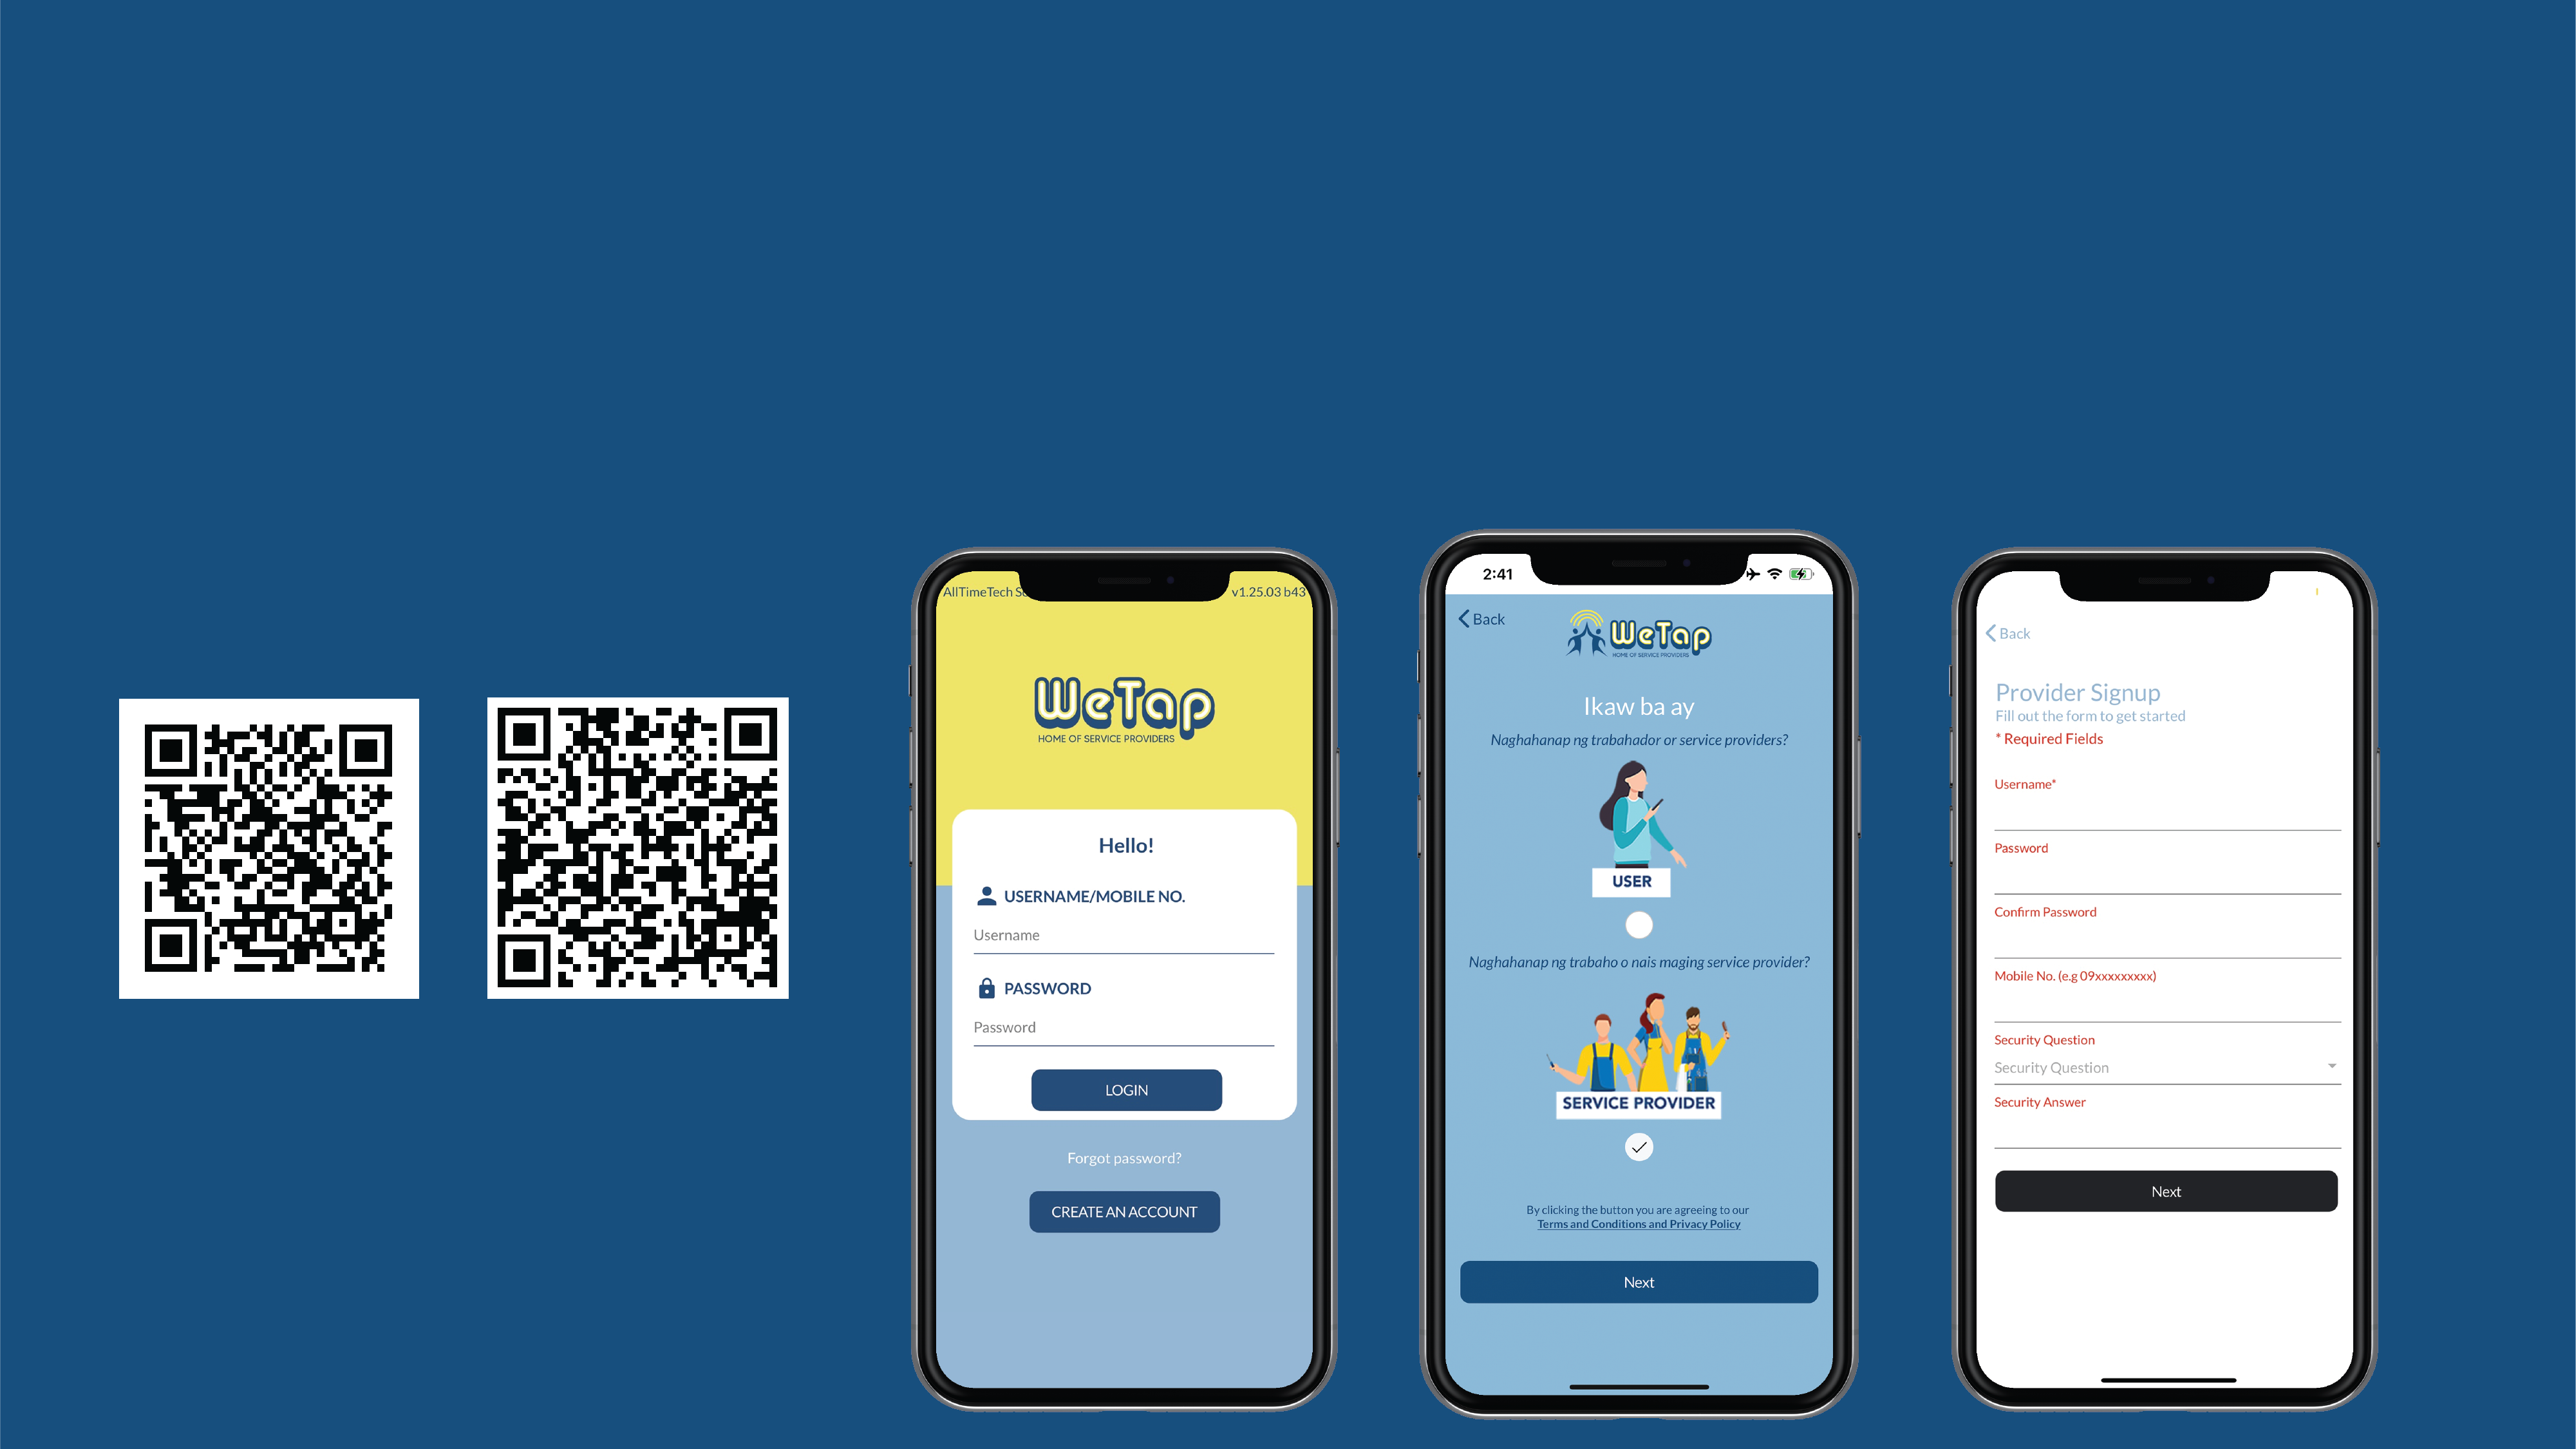 AllTimeTech
v1.25.03 b43
WeTap
HOME OF SERVICE PROVIDERS
Hello!
USERNAME/MOBILE NO.
Username
PASSWORD
Password
LOGIN
Forgot password?
CREATE AN ACCOUNT
2:41
Back
WeTap
HOME OF SERVICE PROVIDERS
Ikaw ba ay
Naghahanap ng trabahador or service providers?
USER
Naghahanap ng trabaho o nais maging service provider?
SERVICE PROVIDER
By clicking the button you are agreeing to our
Terms and Conditions and Privacy Policy
Next
Back
Provider Signup
Fill out the form to get started
* Required Fields
Username*
Password
Confirm Password
Mobile No. (e.g 09xxxxxxxxx)
Security Question
Security Question
Security Answer
Next